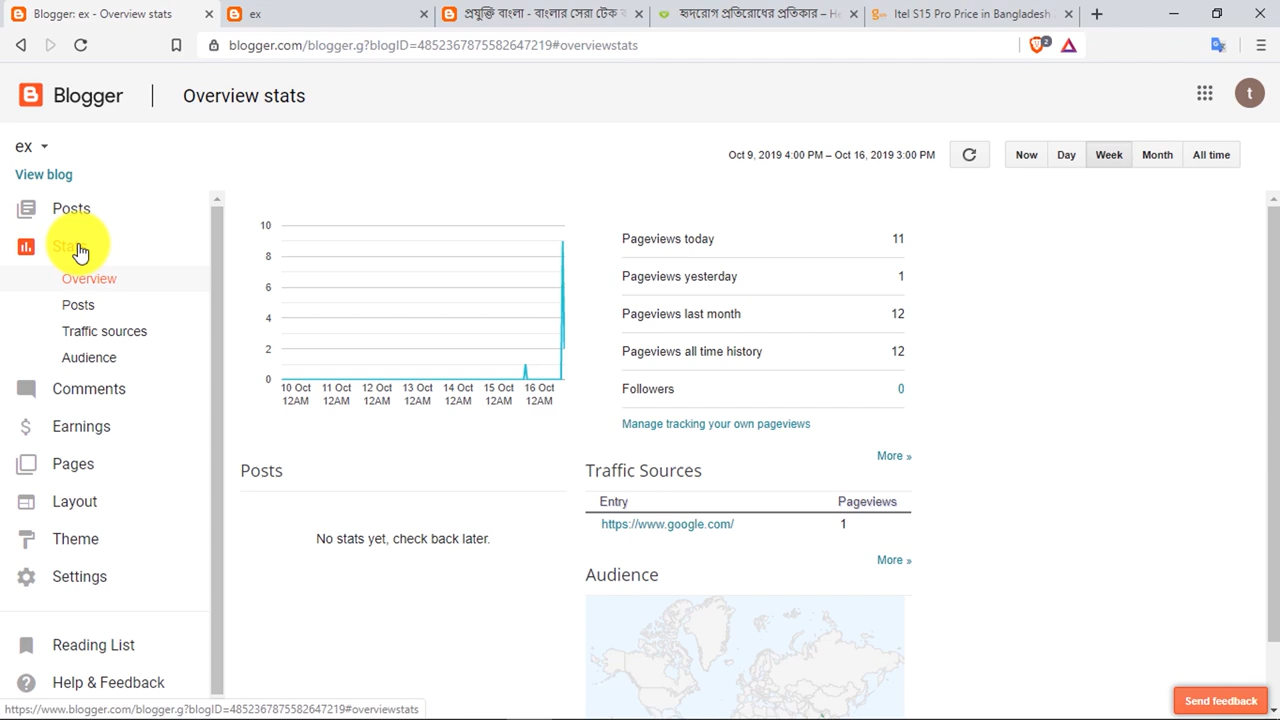 Blogger: ex - Overview stats
ex
প্রযুক্তি বাংলা - বাংলার সেরা টেক ব
হৃদরোগ প্রতিরোধের প্রতিকার – He
Itel S15 Pro Price in Bangladesh
blogger.com/blogger.g?blogID=4852367875582647219#overviewstats
2
Blogger
Overview stats
t
ex
View blog
Oct 9, 2019 4:00 PM – Oct 16, 2019 3:00 PM
Now
Day
Week
Month
All time
Posts
Stats
Overview
Posts
Traffic sources
Audience
Comments
Earnings
Pages
Layout
Theme
Settings
Reading List
Help & Feedback
10
8
6
4
2
0
10 Oct 11 Oct 12 Oct 13 Oct 14 Oct 15 Oct 16 Oct
12AM 12AM 12AM 12AM 12AM 12AM 12AM
Pageviews today 11
Pageviews yesterday 1
Pageviews last month 12
Pageviews all time history 12
Followers 0
Manage tracking your own pageviews
More »
Posts
No stats yet, check back later.
Traffic Sources
Entry Pageviews
https://www.google.com/ 1
More »
Audience
https://www.blogger.com/blogger.g?blogID=4852367875582647219#overviewstats
Send feedback